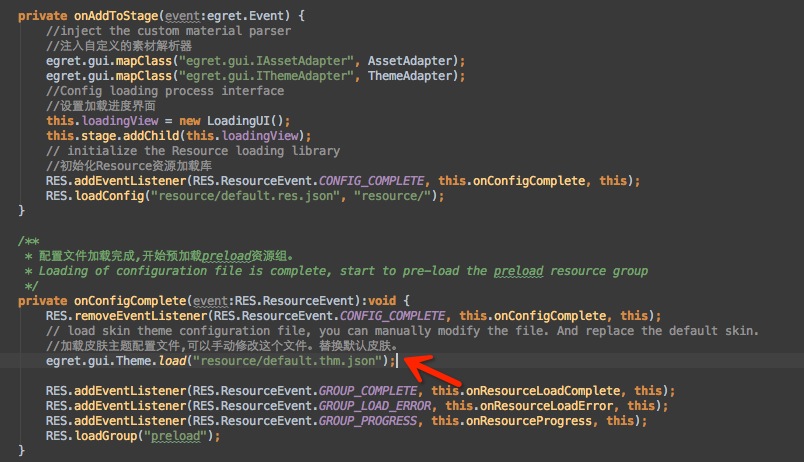 private onAddToStage(event:egret.Event) {
//inject the custom material parser
//注入自定义的素材解析器
egret.gui.mapClass("egret.gui.IAssetAdapter", AssetAdapter);
egret.gui.mapClass("egret.gui.IThemeAdapter", ThemeAdapter);
//Config loading process interface
//设置加载进度界面
this.loadingView = new LoadingUI();
this.stage.addChild(this.loadingView);
// initialize the Resource loading library
//初始化Resource资源加载库
RES.addEventListener(RES.ResourceEvent.CONFIG_COMPLETE, this.onConfigComplete, this);
RES.loadConfig("resource/default.res.json", "resource/");
}
/**
* 配置文件加载完成,开始预加载preload资源组。
* Loading of configuration file is complete, start to pre-load the preload resource group
*/
private onConfigComplete(event:RES.ResourceEvent):void {
RES.removeEventListener(RES.ResourceEvent.CONFIG_COMPLETE, this.onConfigComplete, this);
// load skin theme configuration file, you can manually modify the file. And replace the default skin.
//加载皮肤主题配置文件,可以手动修改这个文件。替换默认皮肤。
egret.gui.Theme.load("resource/default.thm.json");
RES.addEventListener(RES.ResourceEvent.GROUP_COMPLETE, this.onResourceLoadComplete, this);
RES.addEventListener(RES.ResourceEvent.GROUP_LOAD_ERROR, this.onResourceLoadError, this);
RES.addEventListener(RES.ResourceEvent.GROUP_PROGRESS, this.onResourceProgress, this);
RES.loadGroup("preload");
}